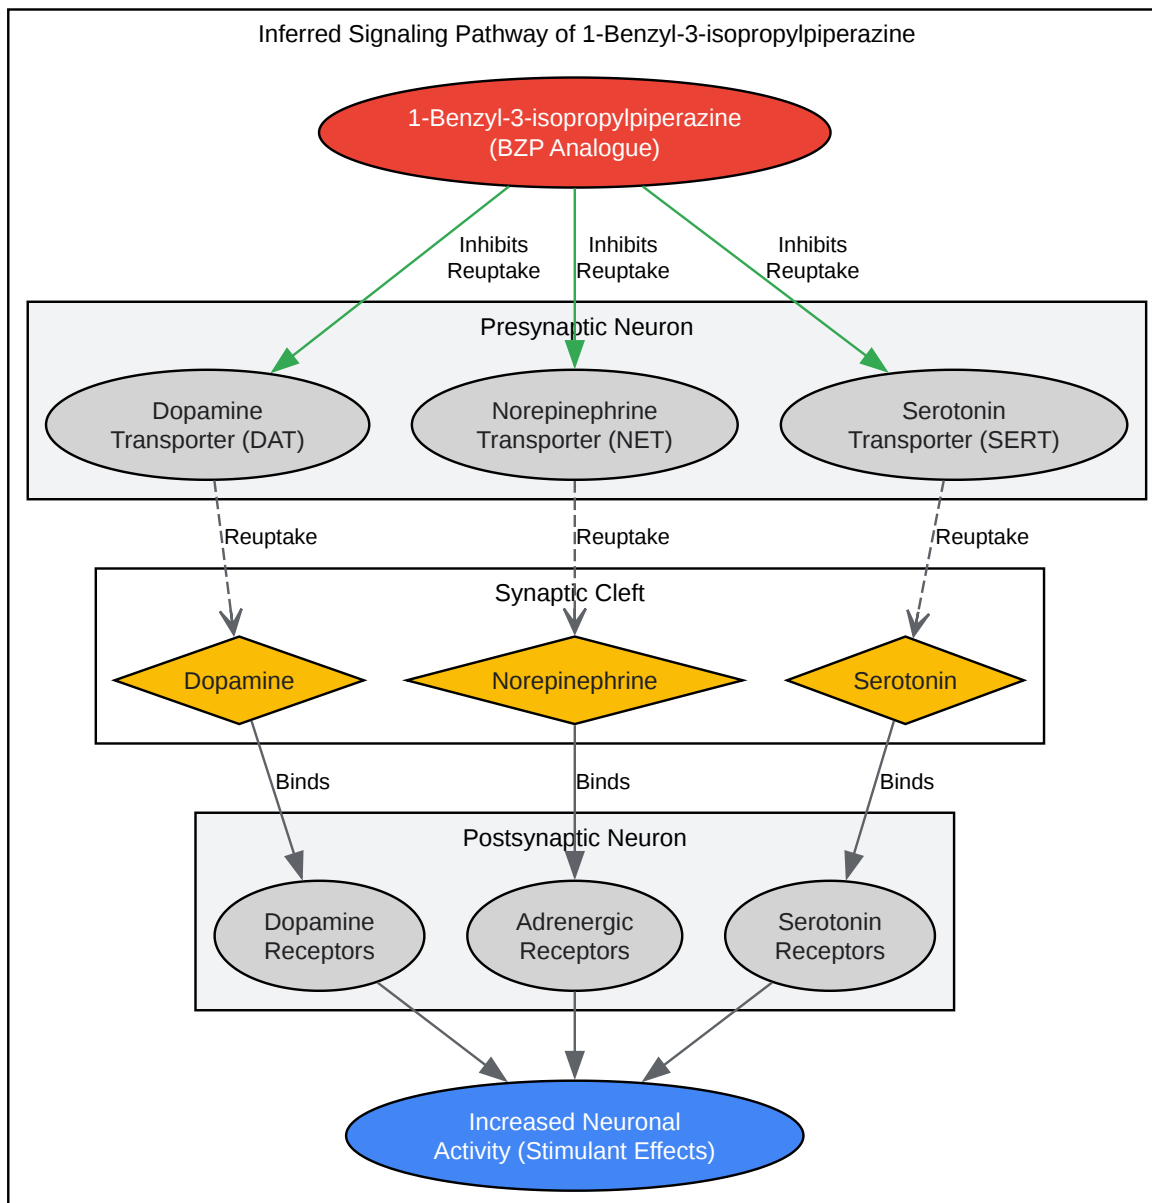 Inferred Signaling Pathway of 1-Benzyl-3-isopropylpiperazine
1-Benzyl-3-isopropylpiperazine
(BZP Analogue)
Inhibits
Reuptake
Inhibits
Reuptake
Inhibits
Reuptake
Presynaptic Neuron
Dopamine
Transporter (DAT)
Norepinephrine
Transporter (NET)
Serotonin
Transporter (SERT)
Reuptake
Reuptake
Reuptake
Synaptic Cleft
Dopamine
Norepinephrine
Serotonin
Binds
Binds
Binds
Postsynaptic Neuron
Dopamine
Receptors
Adrenergic
Receptors
Serotonin
Receptors
Increased Neuronal
Activity (Stimulant Effects)